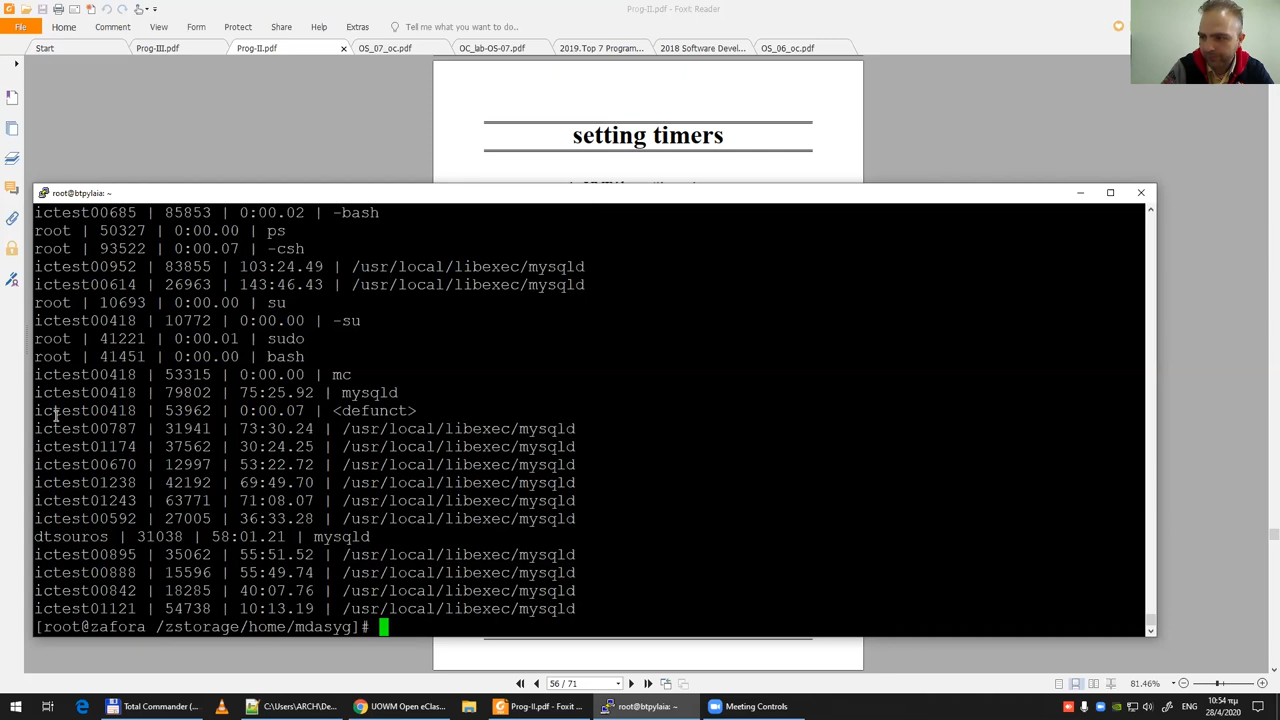 Prog-II.pdf - Foxit Reader
File
Home
Comment
View
Form
Protect
Share
Help
Extras
Tell me what you want to do...
Start
Prog-III.pdf
Prog-II.pdf
OS_07_oc.pdf
OC_lab-OS-07.pdf
2019.Top 7 Program...
2018 Software Devel...
OS_06_oc.pdf
setting timers
root@btpylaia: ~
ictest00685 | 85853 | 0:00.02 | -bash
root | 50327 | 0:00.00 | ps
root | 93522 | 0:00.07 | -csh
ictest00952 | 83855 | 103:24.49 | /usr/local/libexec/mysqld
ictest00614 | 26963 | 143:46.43 | /usr/local/libexec/mysqld
root | 10693 | 0:00.00 | su
ictest00418 | 10772 | 0:00.00 | -su
root | 41221 | 0:00.01 | sudo
root | 41451 | 0:00.00 | bash
ictest00418 | 53315 | 0:00.00 | mc
ictest00418 | 79802 | 75:25.92 | mysqld
ictest00418 | 53962 | 0:00.07 | <defunct>
ictest00787 | 31941 | 73:30.24 | /usr/local/libexec/mysqld
ictest01174 | 37562 | 30:24.25 | /usr/local/libexec/mysqld
ictest00670 | 12997 | 53:22.72 | /usr/local/libexec/mysqld
ictest01238 | 42192 | 69:49.70 | /usr/local/libexec/mysqld
ictest01243 | 63771 | 71:08.07 | /usr/local/libexec/mysqld
ictest00592 | 27005 | 36:33.28 | /usr/local/libexec/mysqld
dtsouros | 31038 | 58:01.21 | mysqld
ictest00895 | 35062 | 55:51.52 | /usr/local/libexec/mysqld
ictest00888 | 15596 | 55:49.74 | /usr/local/libexec/mysqld
ictest00842 | 18285 | 40:07.76 | /usr/local/libexec/mysqld
ictest01121 | 54738 | 10:13.19 | /usr/local/libexec/mysqld
[root@zafora /zstorage/home/mdasyg]#
56 / 71
81.46%
Total Commander (...
C:\Users\ARCH\De...
UOWM Open eClas...
Prog-II.pdf - Foxit ...
root@btpylaia: ~
Meeting Controls
10:54 πμ
28/4/2020